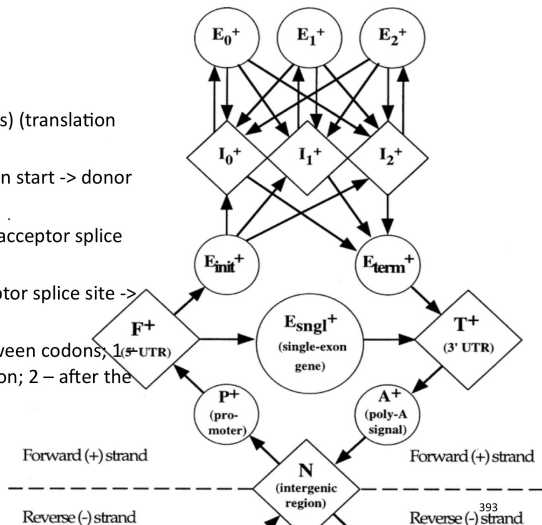 E0+ E1+ E2+
s) (translation
I0+ I1+ I2+
n start -> donor
.
acceptor splice
Einit+ Eterm+
ptor splice site ->
F+
(5' UTR)
Esngl+
(single-exon
gene)
T+
(3' UTR)
ween codons; 1 –
on; 2 – after the
P+
(pro-
moter)
A+
(poly-A
signal)
Forward (+) strand
N
(intergenic
region)
Forward (+) strand
Reverse (-) strand
393
Reverse (-) strand